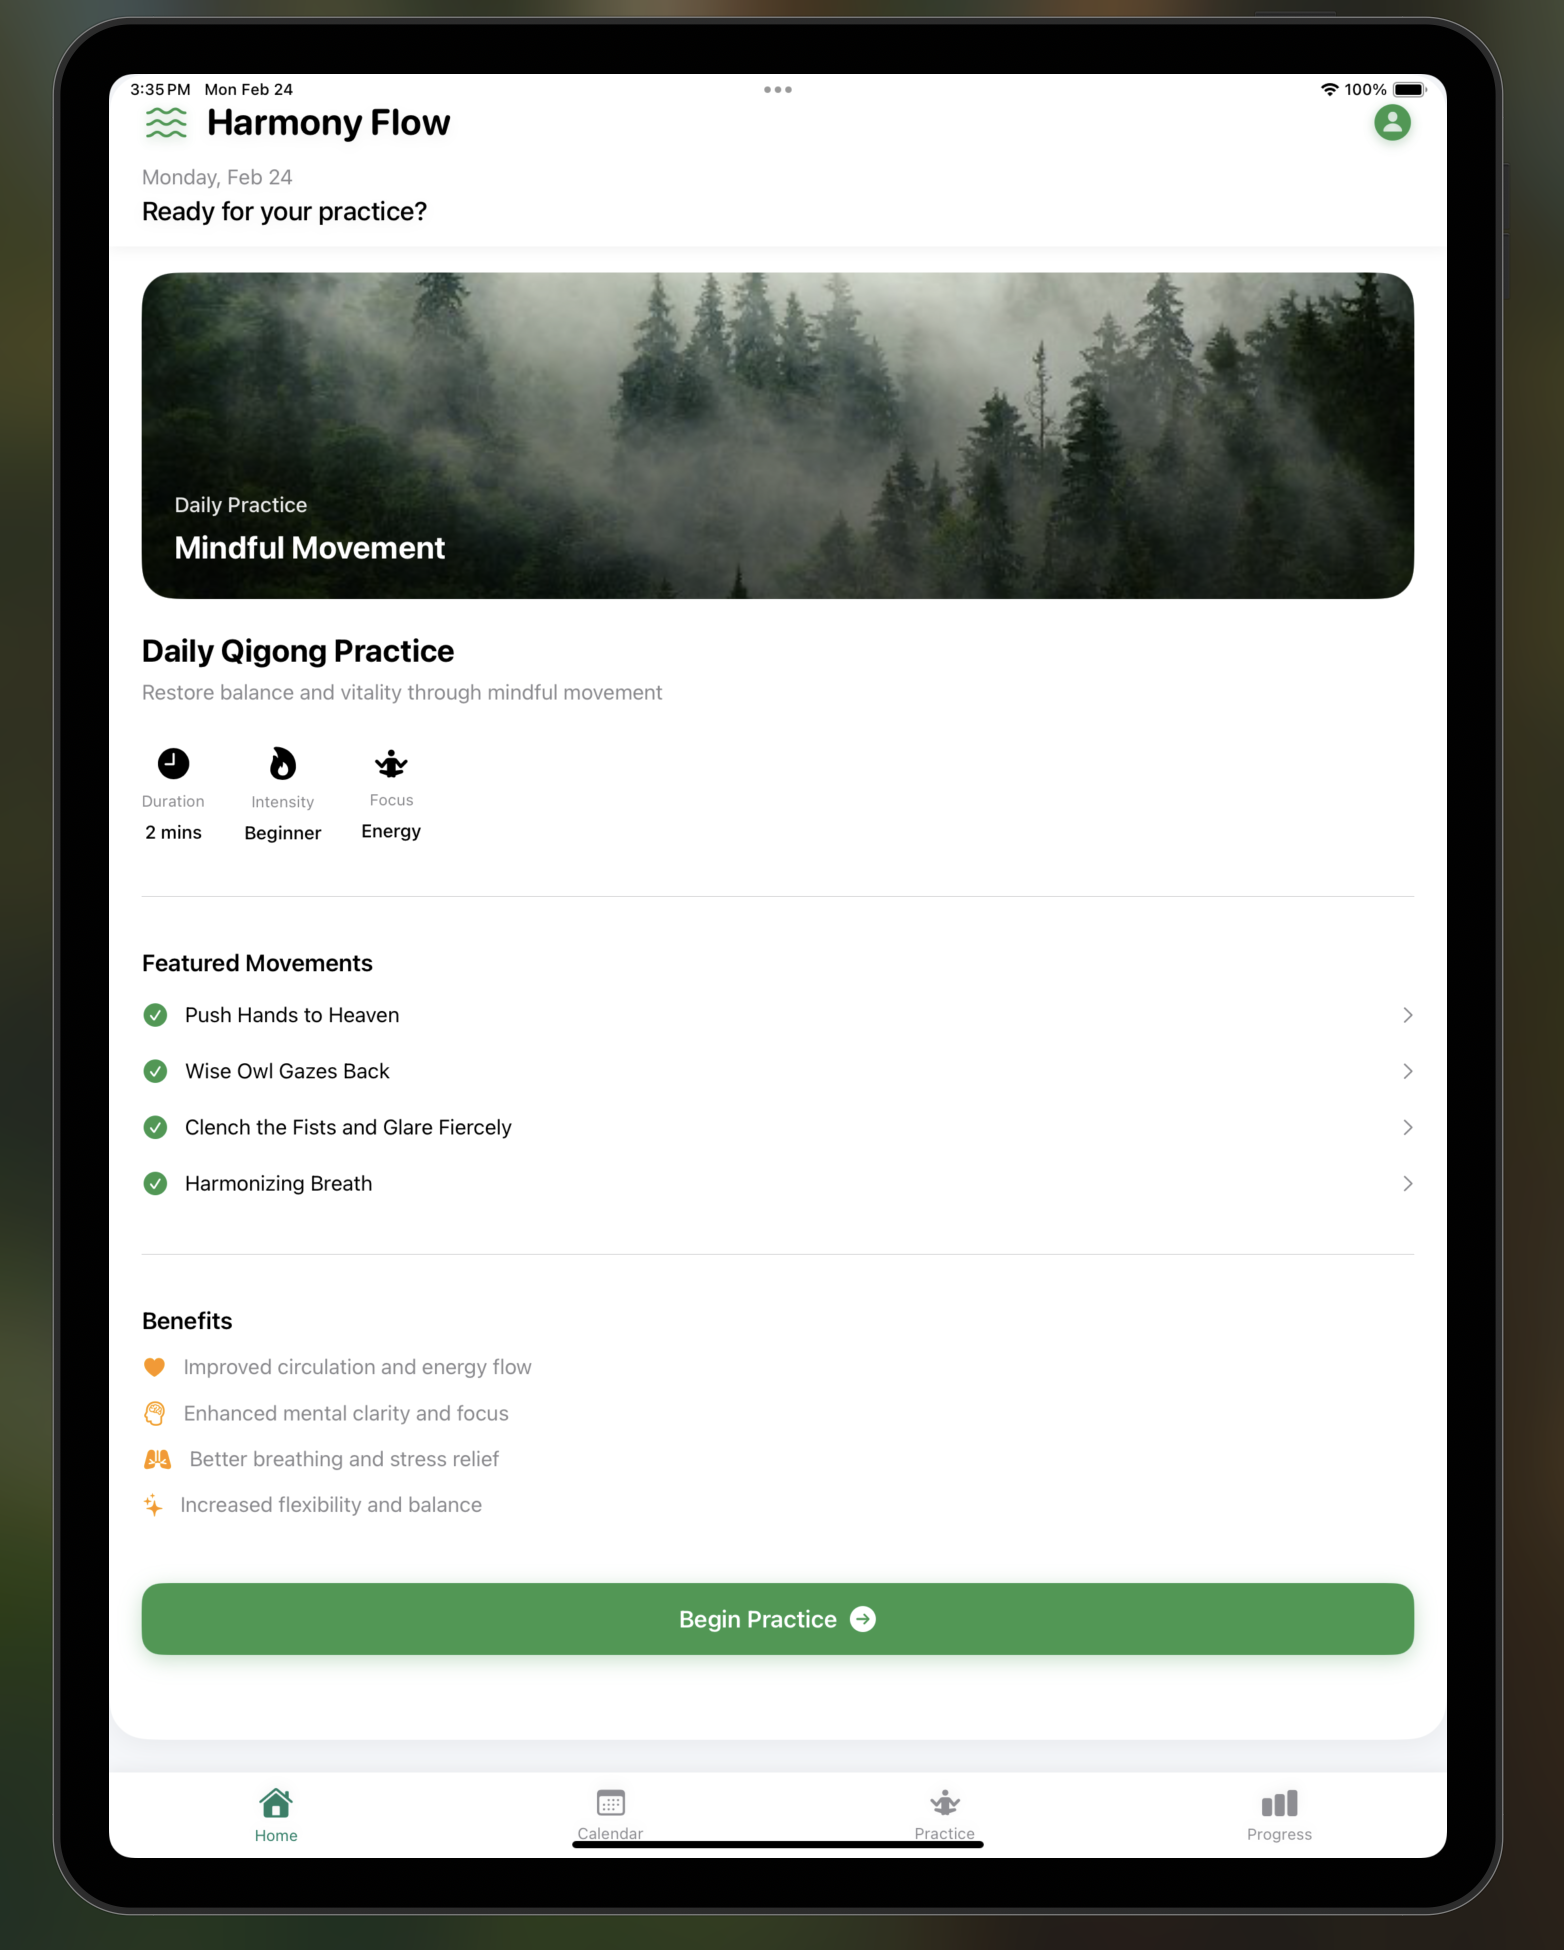 3:35 PM Mon Feb 24
100%
Harmony Flow
Monday, Feb 24
Ready for your practice?
Daily Practice
Mindful Movement
Daily Qigong Practice
Restore balance and vitality through mindful movement
Duration Intensity Focus
2 mins Beginner Energy
Featured Movements
Push Hands to Heaven
Wise Owl Gazes Back
Clench the Fists and Glare Fiercely
Harmonizing Breath
Benefits
Improved circulation and energy flow
Enhanced mental clarity and focus
Better breathing and stress relief
Increased flexibility and balance
Begin Practice
Home Calendar Practice Progress